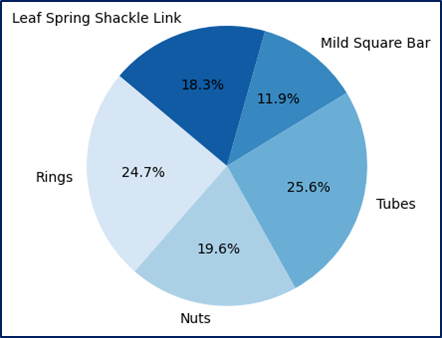 Leaf Spring Shackle Link
Mild Square Bar
18.3%
11.9%
24.7%
Rings
25.6%
Tubes
19.6%
Nuts